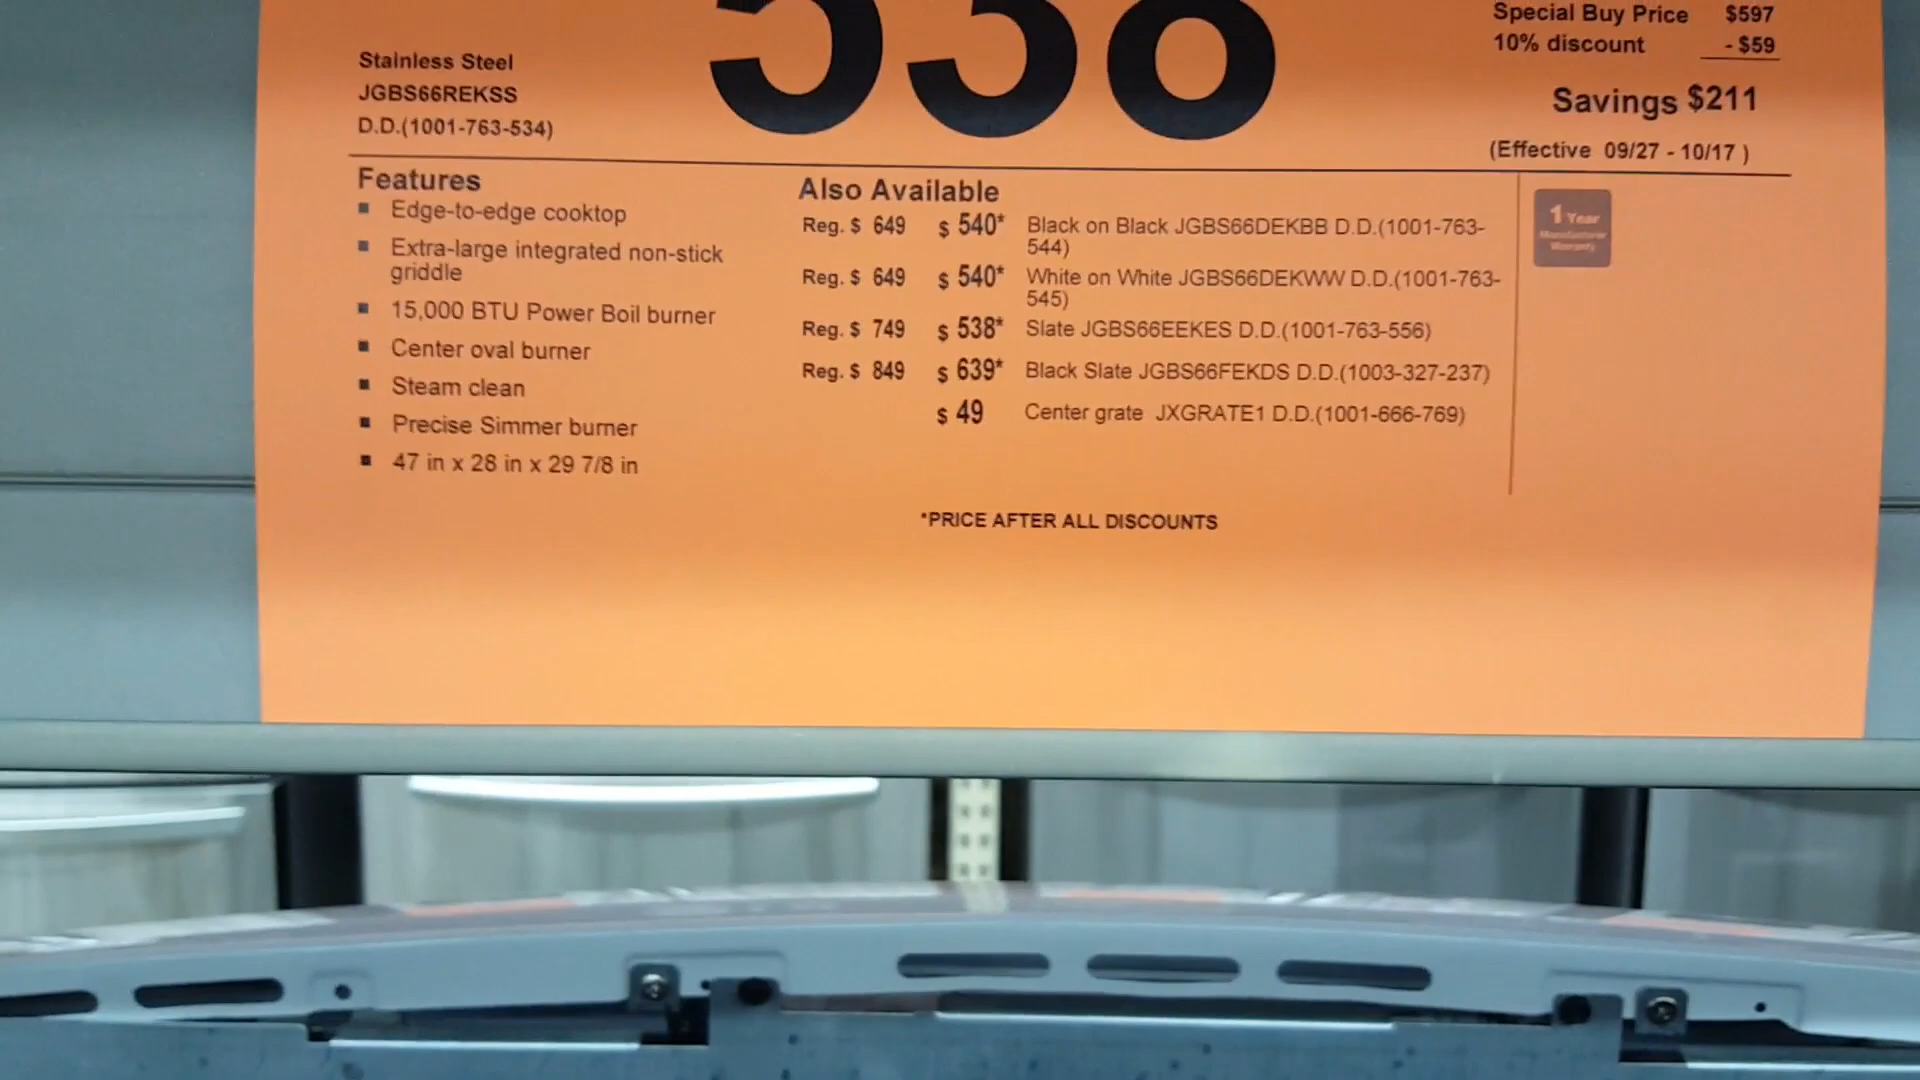 538
Special Buy Price $597
10% discount - $59
Savings $211
(Effective 09/27 - 10/17 )
Stainless Steel
JGBS66REKSS
D.D.(1001-763-534)
Features
▪ Edge-to-edge cooktop
▪ Extra-large integrated non-stick
griddle
▪ 15,000 BTU Power Boil burner
▪ Center oval burner
▪ Steam clean
▪ Precise Simmer burner
▪ 47 in x 28 in x 29 7/8 in
Also Available
Reg. $ 649 $ 540* Black on Black JGBS66DEKBB D.D.(1001-763-
544)
Reg. $ 649 $ 540* White on White JGBS66DEKWW D.D.(1001-763-
545)
Reg. $ 749 $ 538* Slate JGBS66EEKES D.D.(1001-763-556)
Reg. $ 849 $ 639* Black Slate JGBS66FEKDS D.D.(1003-327-237)
$ 49 Center grate JXGRATE1 D.D.(1001-666-769)
*PRICE AFTER ALL DISCOUNTS
1 Year
Manufacturer
Warranty